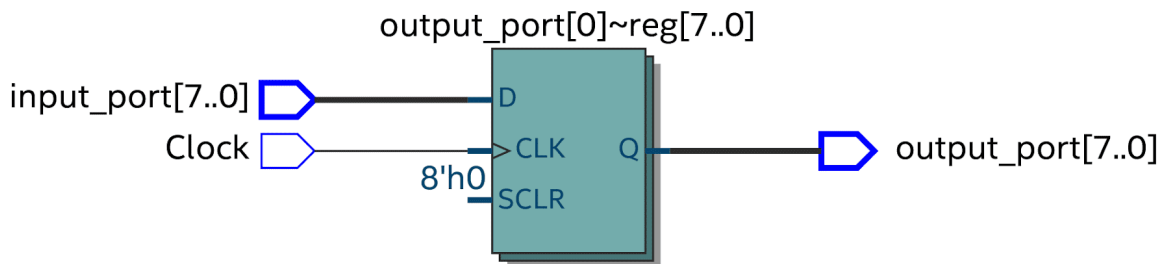 output_port[0]~reg[7..0]
input_port[7..0]
D
Clock
CLK
Q
output_port[7..0]
8'h0
SCLR